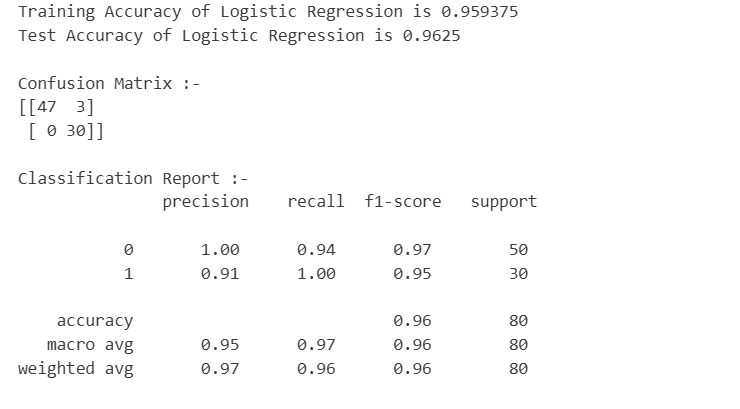 Training Accuracy of Logistic Regression is 0.959375
Test Accuracy of Logistic Regression is 0.9625
Confusion Matrix :-
[[47  3]
 [ 0 30]]
Classification Report :-
precision    recall  f1-score   support
0       1.00      0.94      0.97        50
1       0.91      1.00      0.95        30
accuracy                           0.96        80
macro avg       0.95      0.97      0.96        80
weighted avg       0.97      0.96      0.96        80